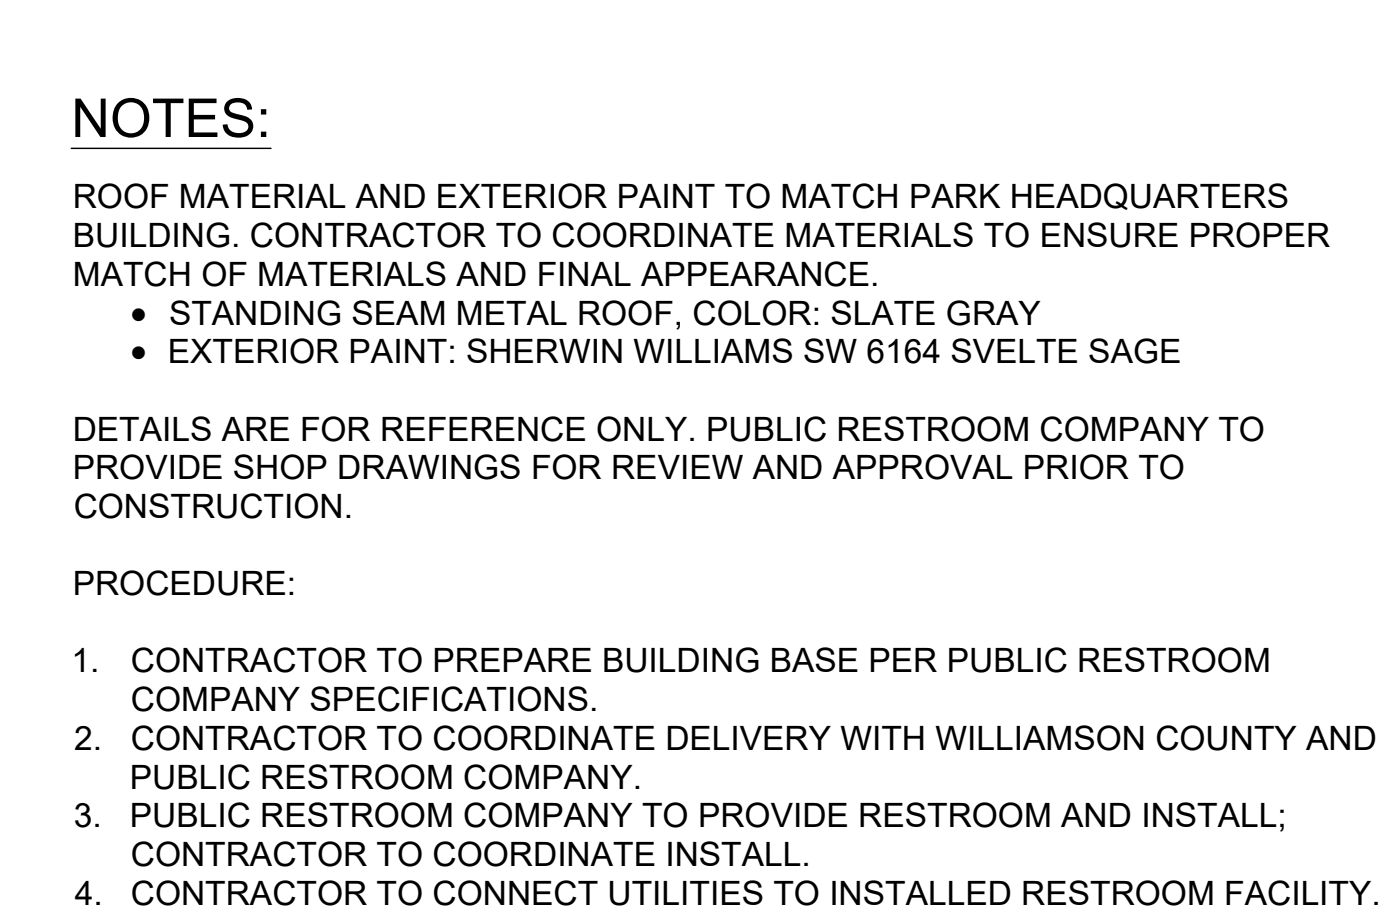 NOTES:
ROOF MATERIAL AND EXTERIOR PAINT TO MATCH PARK HEADQUARTERS
BUILDING. CONTRACTOR TO COORDINATE MATERIALS TO ENSURE PROPER
MATCH OF MATERIALS AND FINAL APPEARANCE.
• STANDING SEAM METAL ROOF, COLOR: SLATE GRAY
• EXTERIOR PAINT: SHERWIN WILLIAMS SW 6164 SVELTE SAGE
DETAILS ARE FOR REFERENCE ONLY. PUBLIC RESTROOM COMPANY TO
PROVIDE SHOP DRAWINGS FOR REVIEW AND APPROVAL PRIOR TO
CONSTRUCTION.
PROCEDURE:
1. CONTRACTOR TO PREPARE BUILDING BASE PER PUBLIC RESTROOM
COMPANY SPECIFICATIONS.
2. CONTRACTOR TO COORDINATE DELIVERY WITH WILLIAMSON COUNTY AND
PUBLIC RESTROOM COMPANY.
3. PUBLIC RESTROOM COMPANY TO PROVIDE RESTROOM AND INSTALL;
CONTRACTOR TO COORDINATE INSTALL.
4. CONTRACTOR TO CONNECT UTILITIES TO INSTALLED RESTROOM FACILITY.